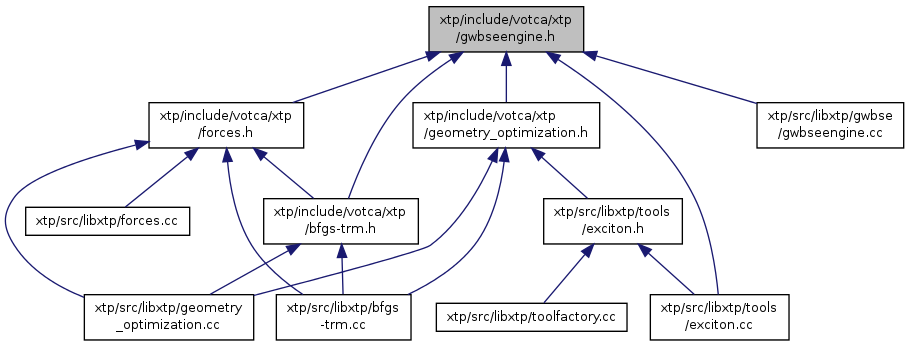 xtp/include/votca/xtp
/gwbseengine.h
xtp/include/votca/xtp
/forces.h
xtp/include/votca/xtp
/geometry_optimization.h
xtp/src/libxtp/gwbse
/gwbseengine.cc
xtp/src/libxtp/forces.cc
xtp/include/votca/xtp
/bfgs-trm.h
xtp/src/libxtp/tools
/exciton.h
xtp/src/libxtp/geometry
_optimization.cc
xtp/src/libxtp/bfgs
-trm.cc
xtp/src/libxtp/toolfactory.cc
xtp/src/libxtp/tools
/exciton.cc